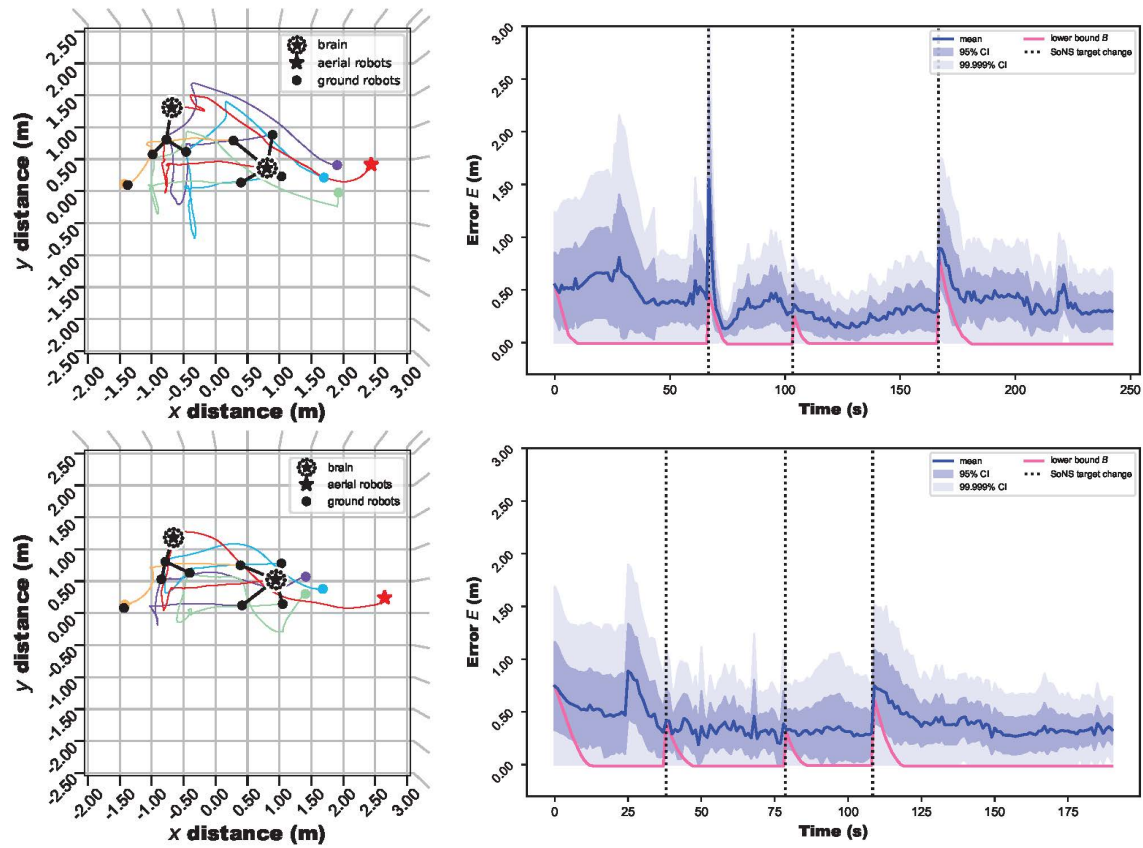 brain
aerial robots
ground robots
2.50
2.00
1.50
1.00
0.50
0.00
-0.50
-1.00
-1.50
-2.00
-2.50
y distance (m)
-2.00 -1.50 -1.00 -0.50 0.00 0.50 1.00 1.50 2.00 2.50 3.00
x distance (m)
mean
95% CI
99.999% CI
lower bound B
SoNS target change
3.00
2.50
2.00
1.50
1.00
0.50
0.00
Error E (m)
0 50 100 150 200
Time (s)
brain
aerial robots
ground robots
2.50
2.00
1.50
1.00
0.50
0.00
-0.50
-1.00
-1.50
-2.00
-2.50
y distance (m)
-2.00 -1.50 -1.00 -0.50 0.00 0.50 1.00 1.50 2.00 2.50 3.00
x distance (m)
mean
95% CI
99.999% CI
lower bound B
SoNS target change
3.00
2.50
2.00
1.50
1.00
0.50
0.00
Error E (m)
0 25 50 75 100 125 150 175
Time (s)